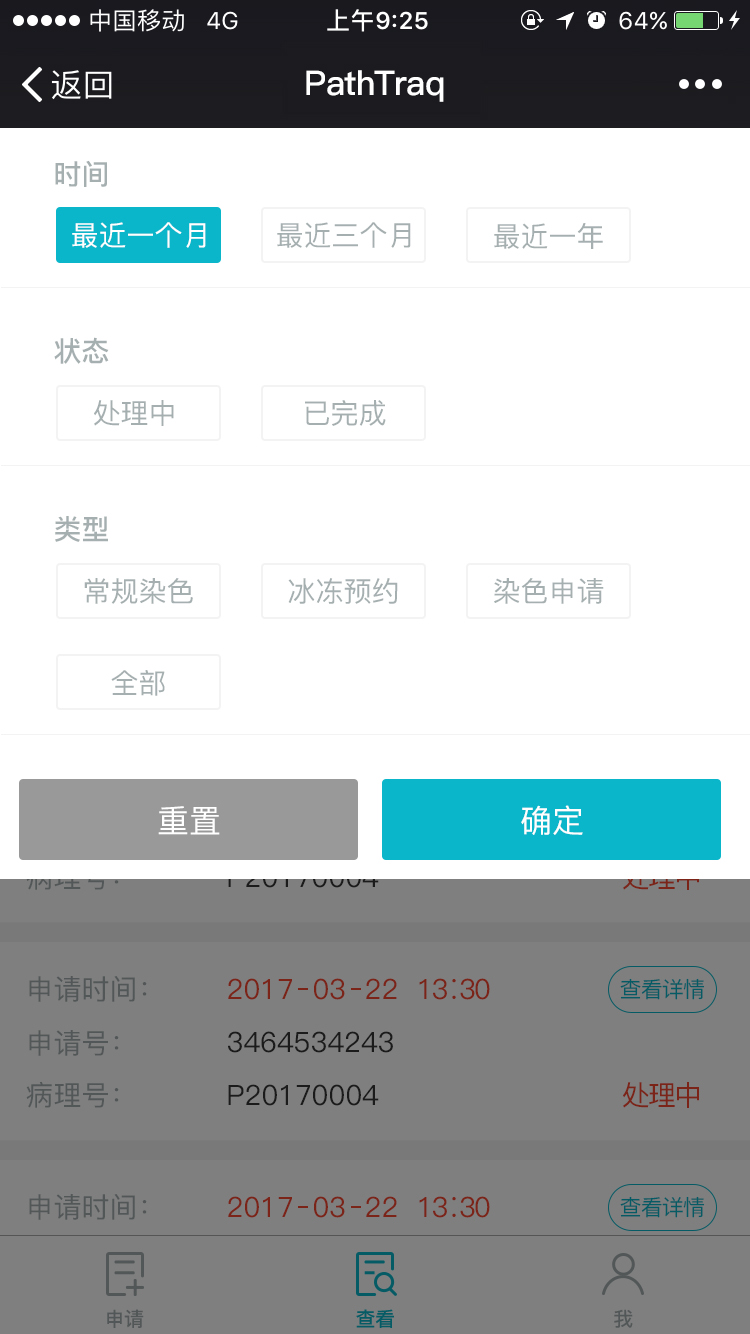 中国移动 4G 上午9:25 64%
返回 PathTraq
时间
最近一个月 最近三个月 最近一年
状态
处理中 已完成
类型
常规染色 冰冻预约 染色申请
全部
重置 确定
病理号: P20170004 处理中
申请时间: 2017-03-22 13:30 查看详情
申请号: 3464534243
病理号: P20170004 处理中
申请时间: 2017-03-22 13:30 查看详情
申请 查看 我